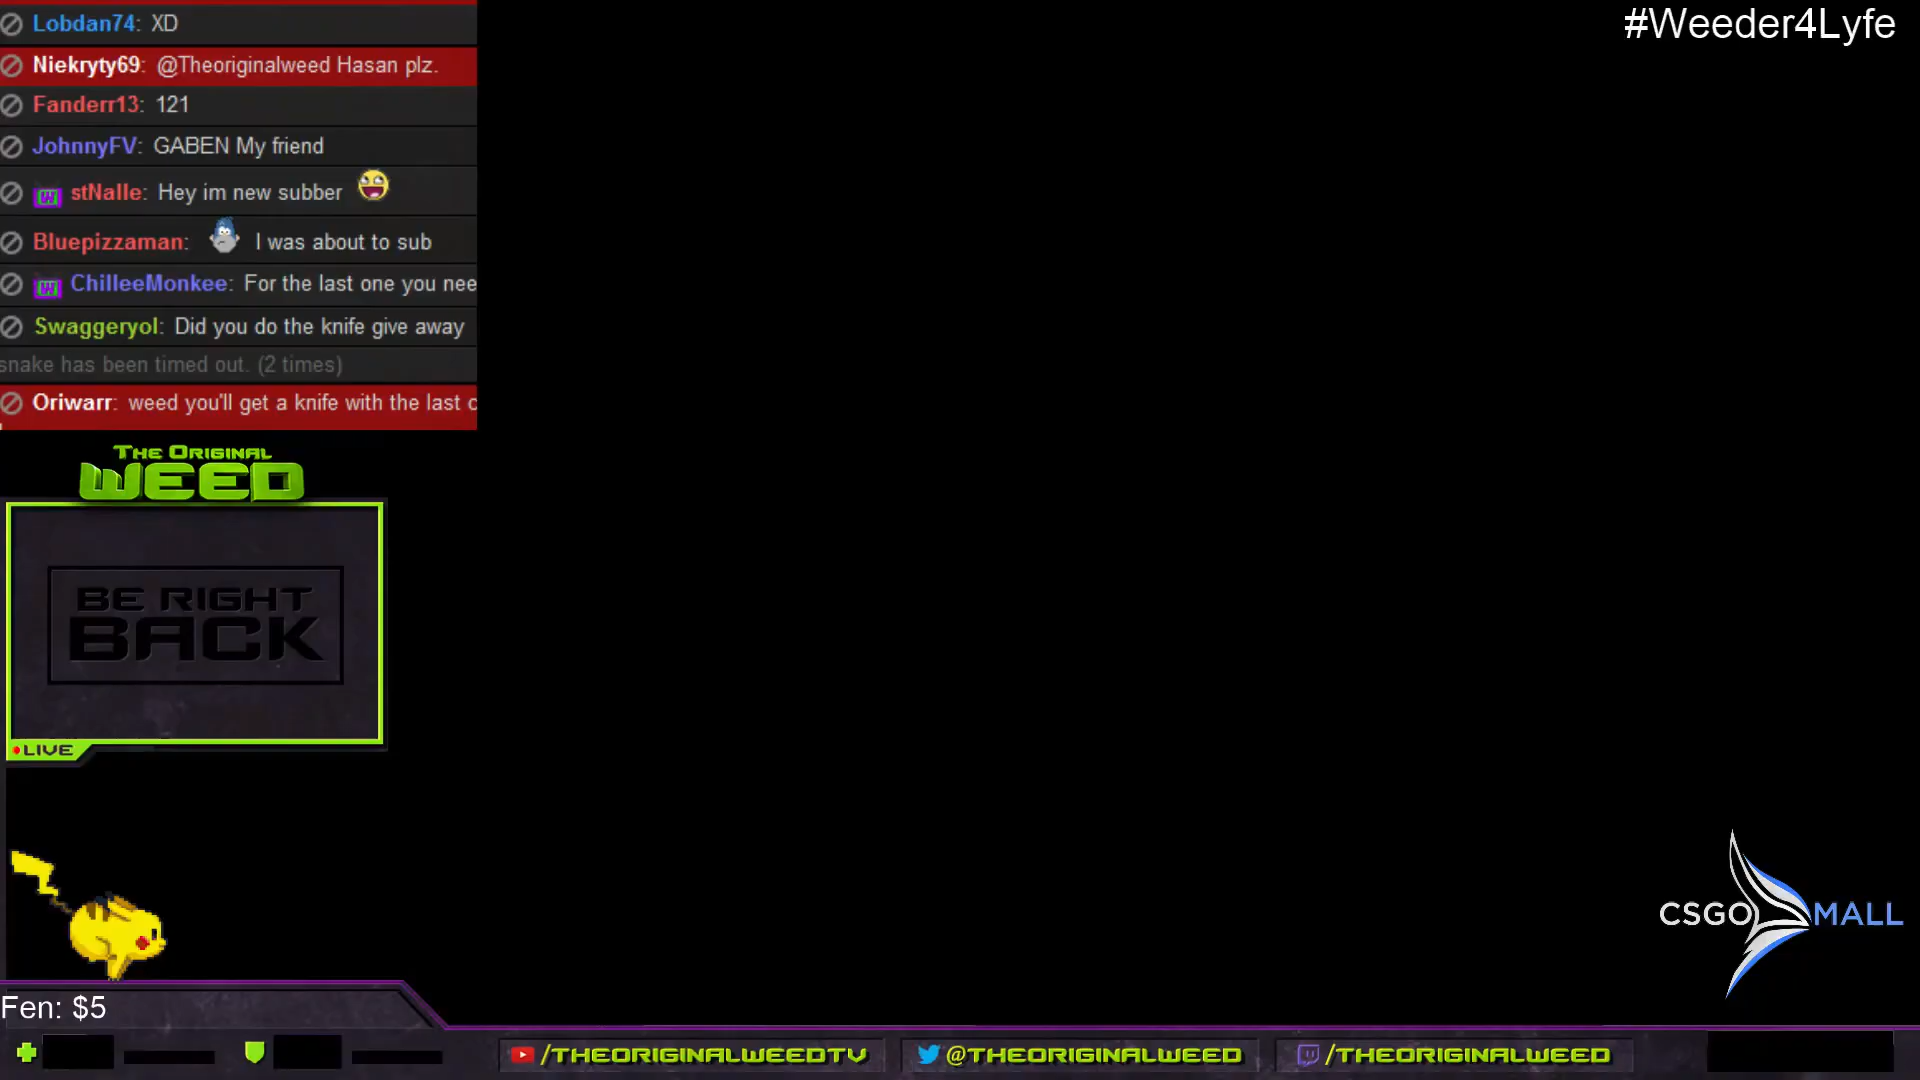 #Weeder4Lyfe
Lobdan74: XD
Niekryty69: @Theoriginalweed Hasan plz.
Fanderr13: 121
JohnnyFV: GABEN My friend
stNalle: Hey im new subber
Bluepizzaman: I was about to sub
ChilleeMonkee: For the last one you nee
Swaggeryol: Did you do the knife give away
snake has been timed out. (2 times)
Oriwarr: weed you'll get a knife with the last c
THE ORIGINAL
WEED
BE RIGHT
BACK
LIVE
CSGO MALL
Fen: $5
/THEORIGINALWEEDTV
@THEORIGINALWEED
/THEORIGINALWEED